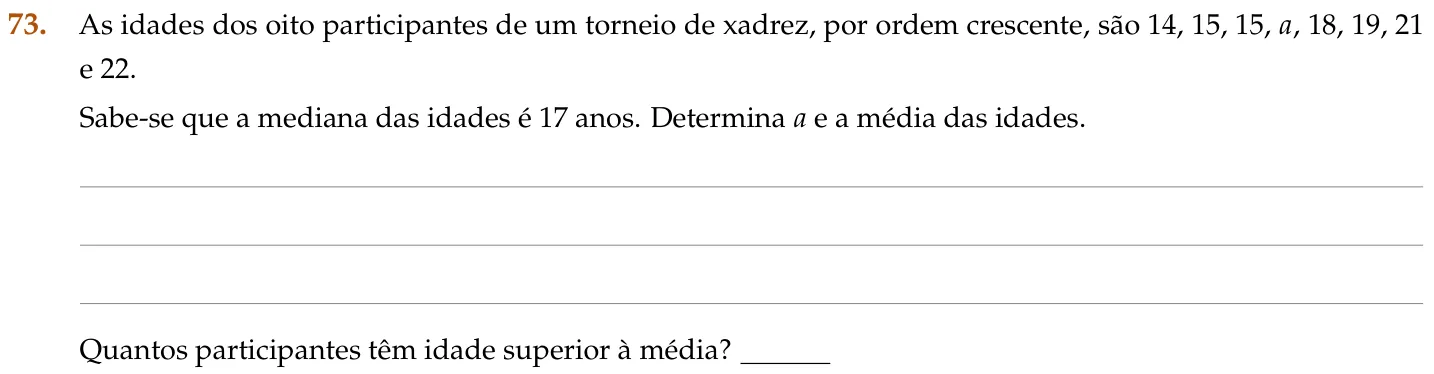 73. As idades dos oito participantes de um torneio de xadrez, por ordem crescente, são 14, 15, 15, a, 18, 19, 21
e 22.
Sabe-se que a mediana das idades é 17 anos. Determina a e a média das idades.
Quantos participantes têm idade superior à média? ______